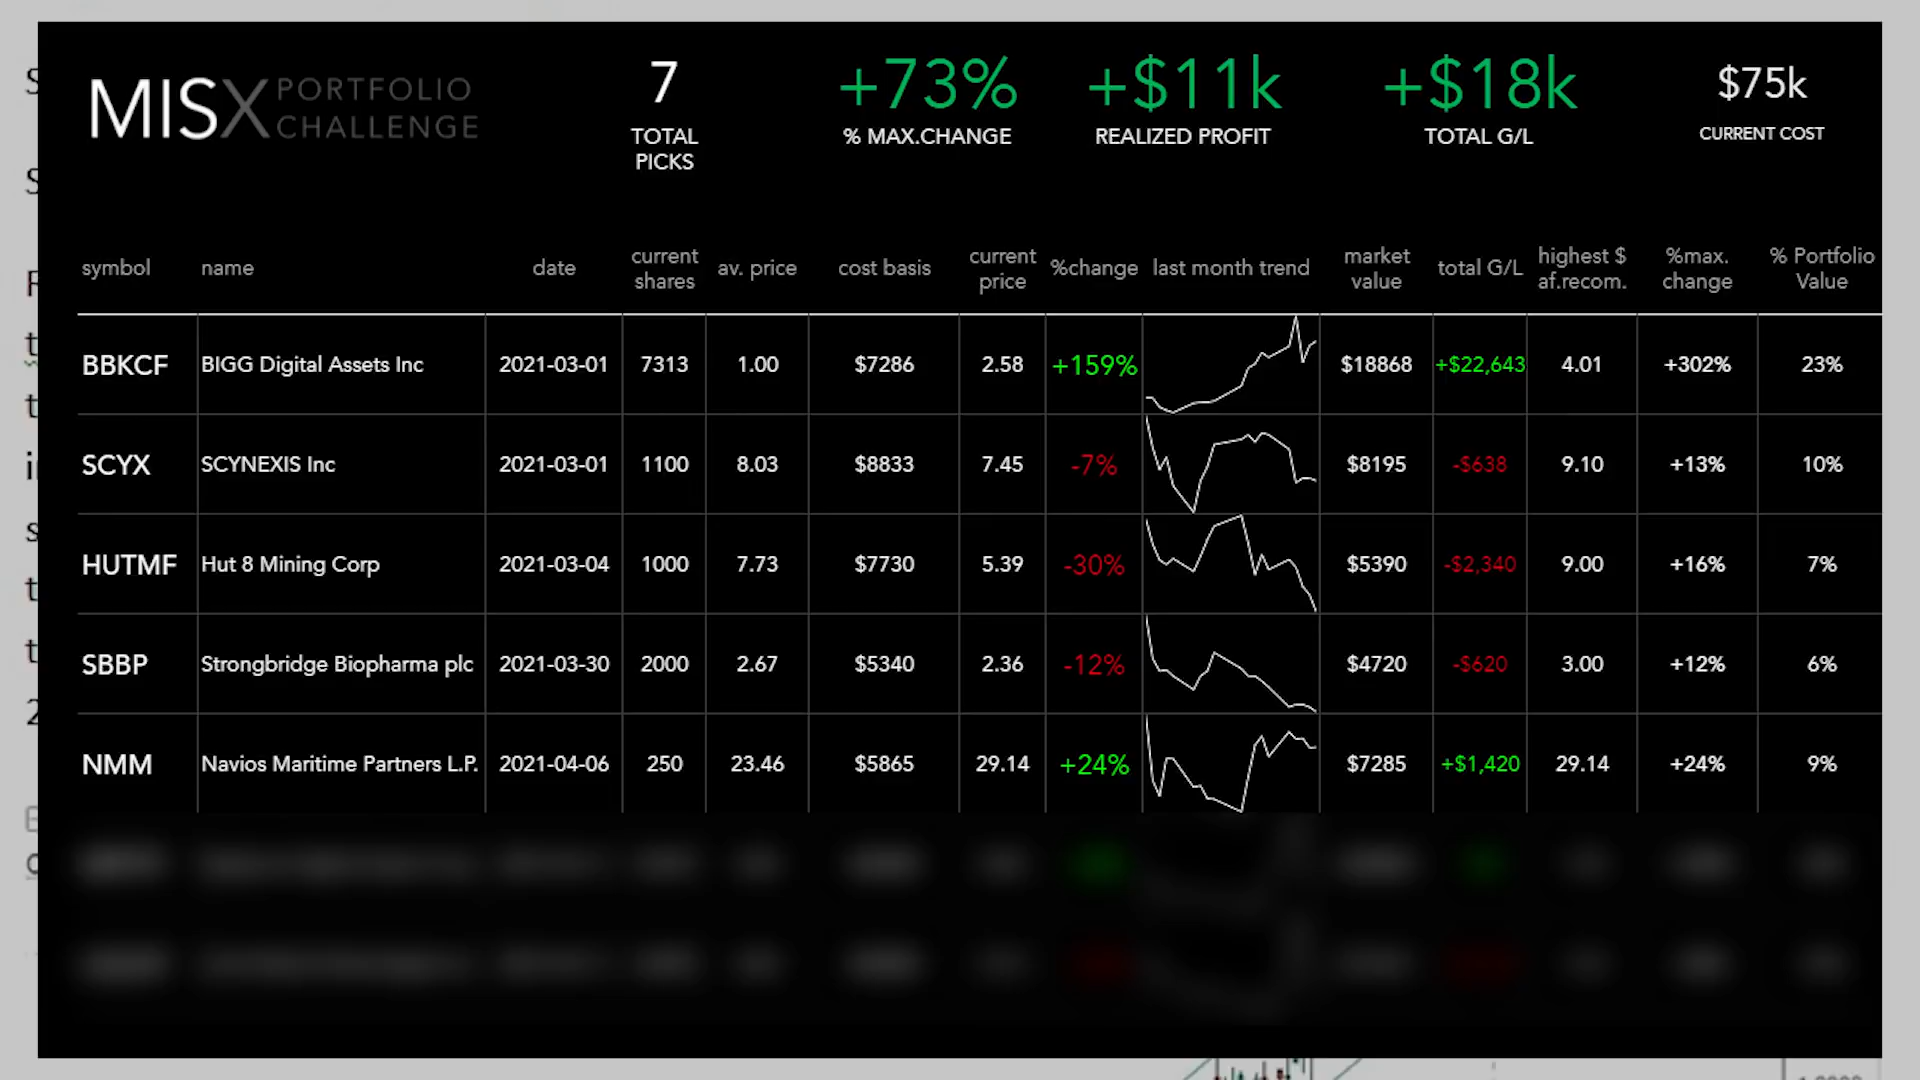 MISX PORTFOLIO CHALLENGE
7 +73% +$11k +$18k $75k
TOTAL PICKS % MAX.CHANGE REALIZED PROFIT TOTAL G/L CURRENT COST
symbol name date current shares av. price cost basis current price %change last month trend market value total G/L highest $ af.recom. %max. change % Portfolio Value
BBKCF BIGG Digital Assets Inc 2021-03-01 7313 1.00 $7286 2.58 +159% $18868 +$22,643 4.01 +302% 23%
SCYX SCYNEXIS Inc 2021-03-01 1100 8.03 $8833 7.45 -7% $8195 -$638 9.10 +13% 10%
HUTMF Hut 8 Mining Corp 2021-03-04 1000 7.73 $7730 5.39 -30% $5390 -$2,340 9.00 +16% 7%
SBBP Strongbridge Biopharma plc 2021-03-30 2000 2.67 $5340 2.36 -12% $4720 -$620 3.00 +12% 6%
NMM Navios Maritime Partners L.P. 2021-04-06 250 23.46 $5865 29.14 +24% $7285 +$1,420 29.14 +24% 9%